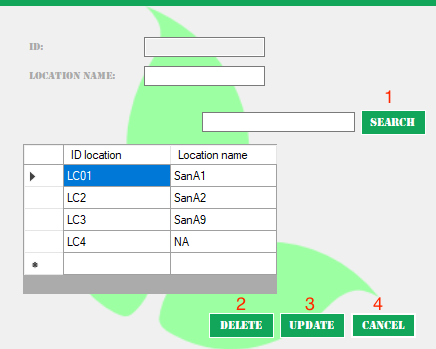 ID:
LOCATION NAME:
1
SEARCH
ID location Location name
LC01 SanA1
LC2 SanA2
LC3 SanA9
LC4 NA
*
2 3 4
DELETE UPDATE CANCEL